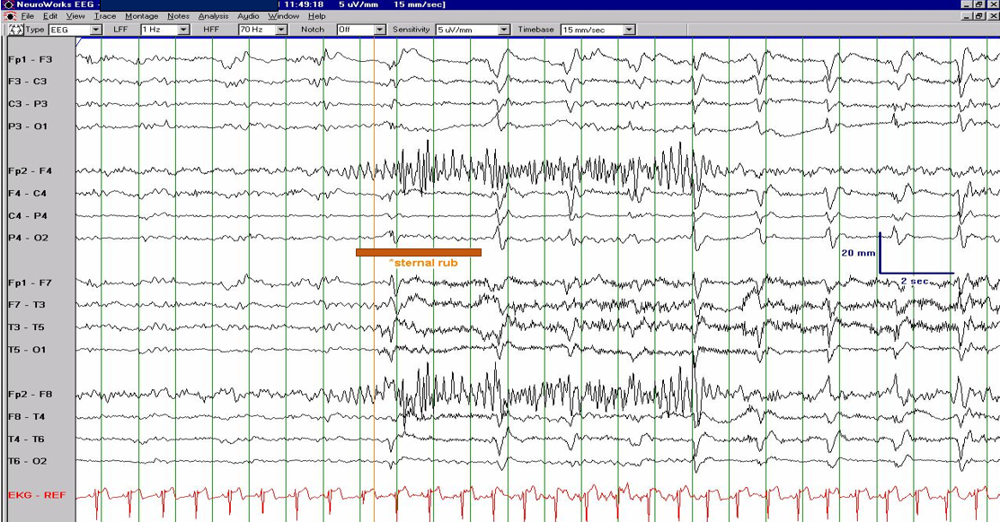 NeuroWorks EEG - 11:49:18 5 uV/mm 15 mm/sec]
File Edit View Trace Montage Notes Analysis Audio Window Help
Type EEG LFF 1 Hz HFF 70 Hz Notch Off Sensitivity 5 uV/mm Timebase 15 mm/sec
Fp1 - F3
F3 - C3
C3 - P3
P3 - O1
Fp2 - F4
F4 - C4
C4 - P4
P4 - O2
20 mm
*sternal rub
2 sec
Fp1 - F7
F7 - T3
T3 - T5
T5 - O1
Fp2 - F8
F8 - T4
T4 - T6
T6 - O2
EKG - REF